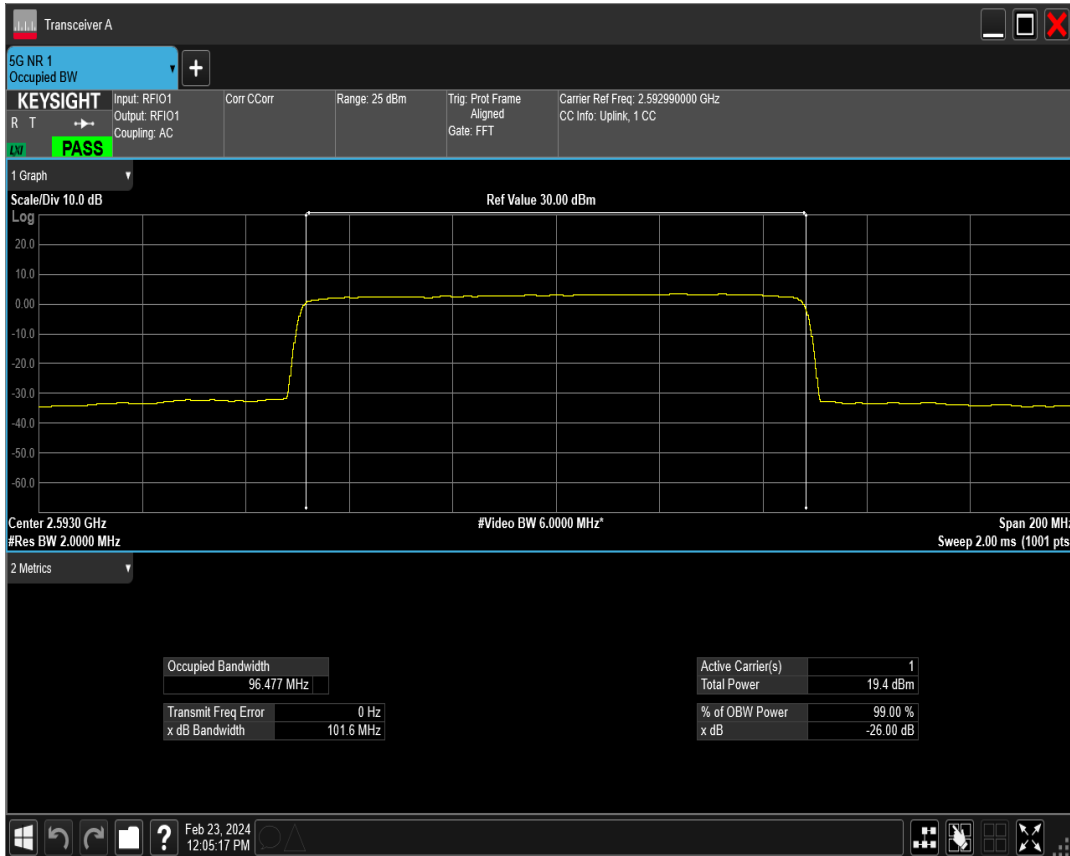 Transceiver A
5G NR 1
Occupied BW
KEYSIGHT
R T
LXI
PASS
Input: RFIO1
Output: RFIO1
Coupling: AC
Corr CCorr
Range: 25 dBm
Trig: Prot Frame
Aligned
Gate: FFT
Carrier Ref Freq: 2.592990000 GHz
CC Info: Uplink, 1 CC
1 Graph
Scale/Div 10.0 dB
Ref Value 30.00 dBm
Log
20.0
10.0
0.00
-10.0
-20.0
-30.0
-40.0
-50.0
-60.0
Center 2.5930 GHz
#Video BW 6.0000 MHz*
Span 200 MHz
#Res BW 2.0000 MHz
Sweep 2.00 ms (1001 pts
2 Metrics
Occupied Bandwidth
96.477 MHz
Transmit Freq Error 0 Hz
x dB Bandwidth 101.6 MHz
Active Carrier(s) 1
Total Power 19.4 dBm
% of OBW Power 99.00 %
x dB -26.00 dB
?
Feb 23, 2024
12:05:17 PM